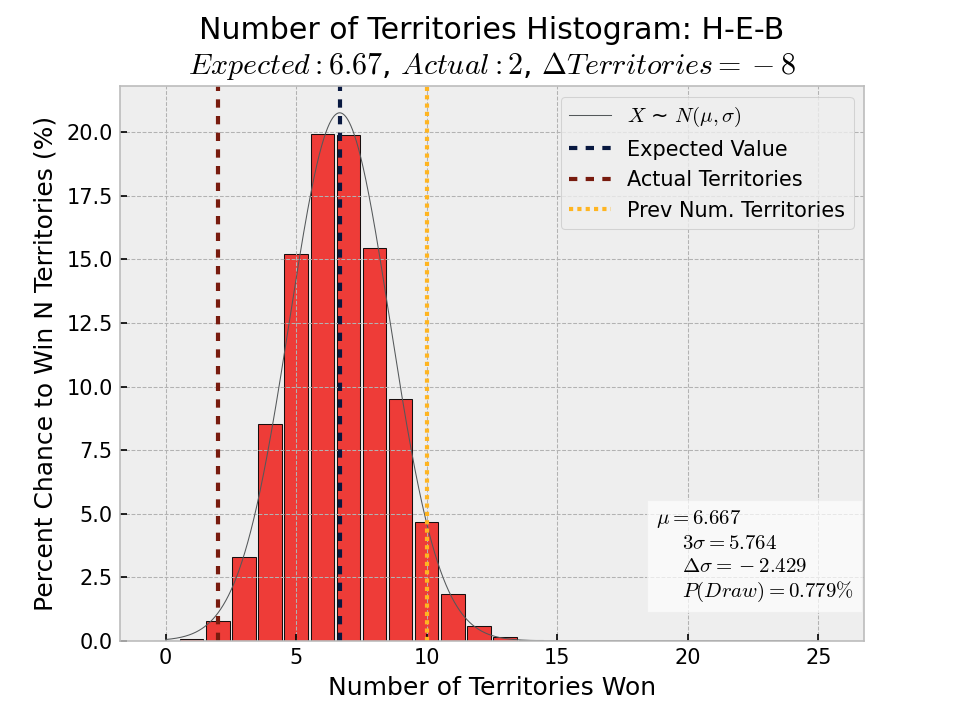 Number of Territories Histogram: H-E-B
Expected : 6.67, Actual : 2, ΔTerritories = −8
Percent Chance to Win N Territories (%)
20.0
17.5
15.0
12.5
10.0
7.5
5.0
2.5
0.0
X ~ N(μ, σ)
Expected Value
Actual Territories
Prev Num. Territories
μ = 6.667
3σ = 5.764
Δσ = −2.429
P(Draw) = 0.779%
0 5 10 15 20 25
Number of Territories Won